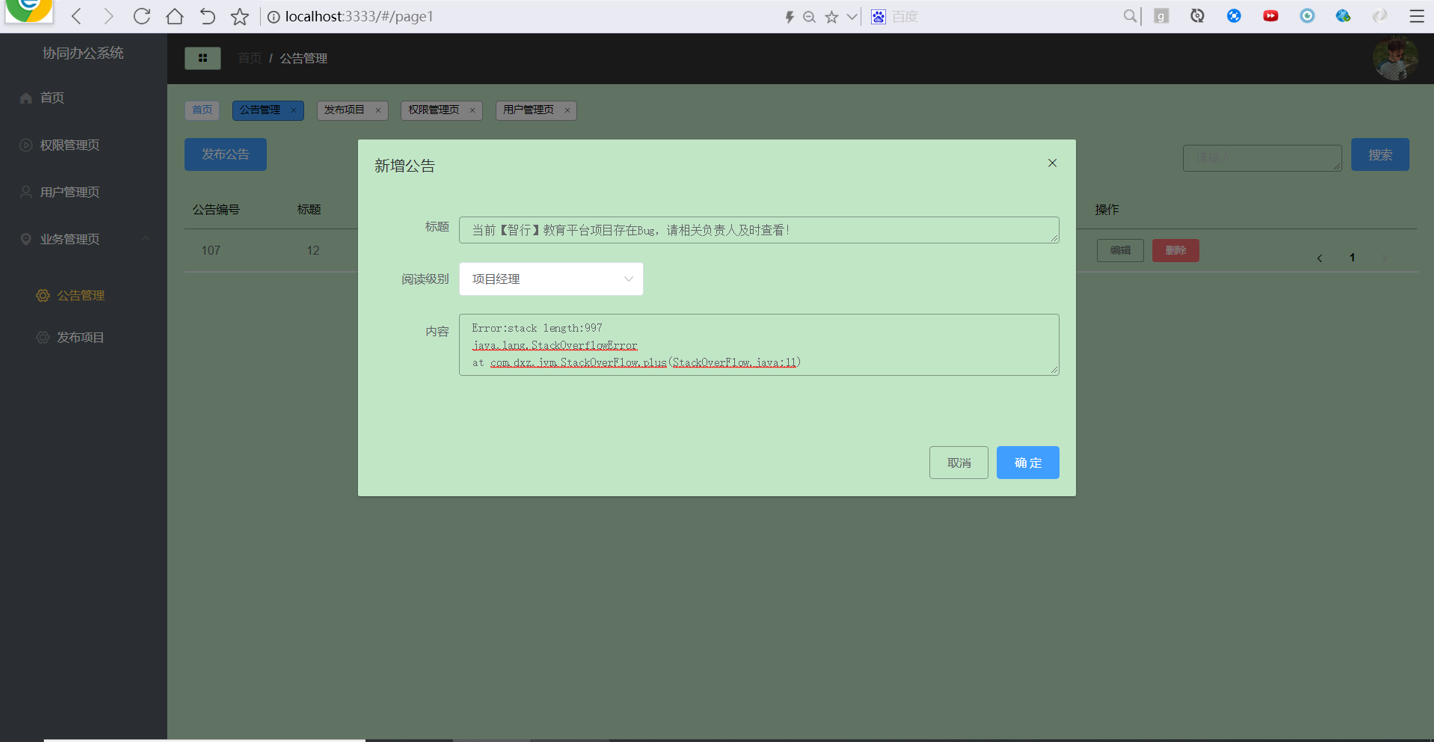 localhost:3333/#/page1
百度
协同办公系统
首页 / 公告管理
首页
权限管理页
用户管理页
业务管理页
公告管理
发布项目
首页 公告管理 × 发布项目 × 权限管理页 × 用户管理页 ×
发布公告
搜索
公告编号 标题 操作
107 12 编辑 删除
1
新增公告
标题 当前【智行】教育平台项目存在Bug，请相关负责人及时查看！
阅读级别 项目经理
内容 Error:stack length:997
java.lang.StackOverflowError
at com.dxz.jvm.StackOverFlow.plus(StackOverFlow.java:11)
取消 确 定